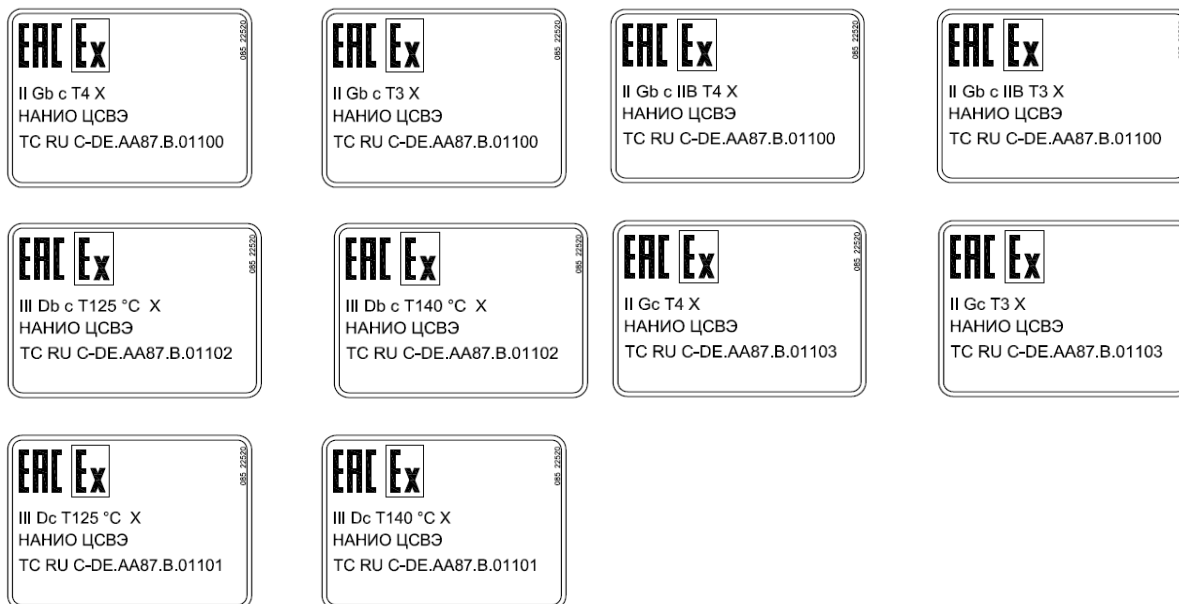 EAC Ex
085 22520
II Gb c T4 X
НАНИО ЦСВЭ
TC RU C-DE.AA87.B.01100
EAC Ex
085 22520
II Gb c T3 X
НАНИО ЦСВЭ
TC RU C-DE.AA87.B.01100
EAC Ex
085 22520
II Gb c IIB T4 X
НАНИО ЦСВЭ
TC RU C-DE.AA87.B.01100
EAC Ex
II Gb c IIB T3 X
НАНИО ЦСВЭ
TC RU C-DE.AA87.B.01100
EAC Ex
085 22520
III Db c T125 °C X
НАНИО ЦСВЭ
TC RU C-DE.AA87.B.01102
EAC Ex
085 22520
III Db c T140 °C X
НАНИО ЦСВЭ
TC RU C-DE.AA87.B.01102
EAC Ex
085 22520
II Gc T4 X
НАНИО ЦСВЭ
TC RU C-DE.AA87.B.01103
EAC Ex
II Gc T3 X
НАНИО ЦСВЭ
TC RU C-DE.AA87.B.01103
EAC Ex
085 22520
III Dc T125 °C X
НАНИО ЦСВЭ
TC RU C-DE.AA87.B.01101
EAC Ex
085 22520
III Dc T140 °C X
НАНИО ЦСВЭ
TC RU C-DE.AA87.B.01101